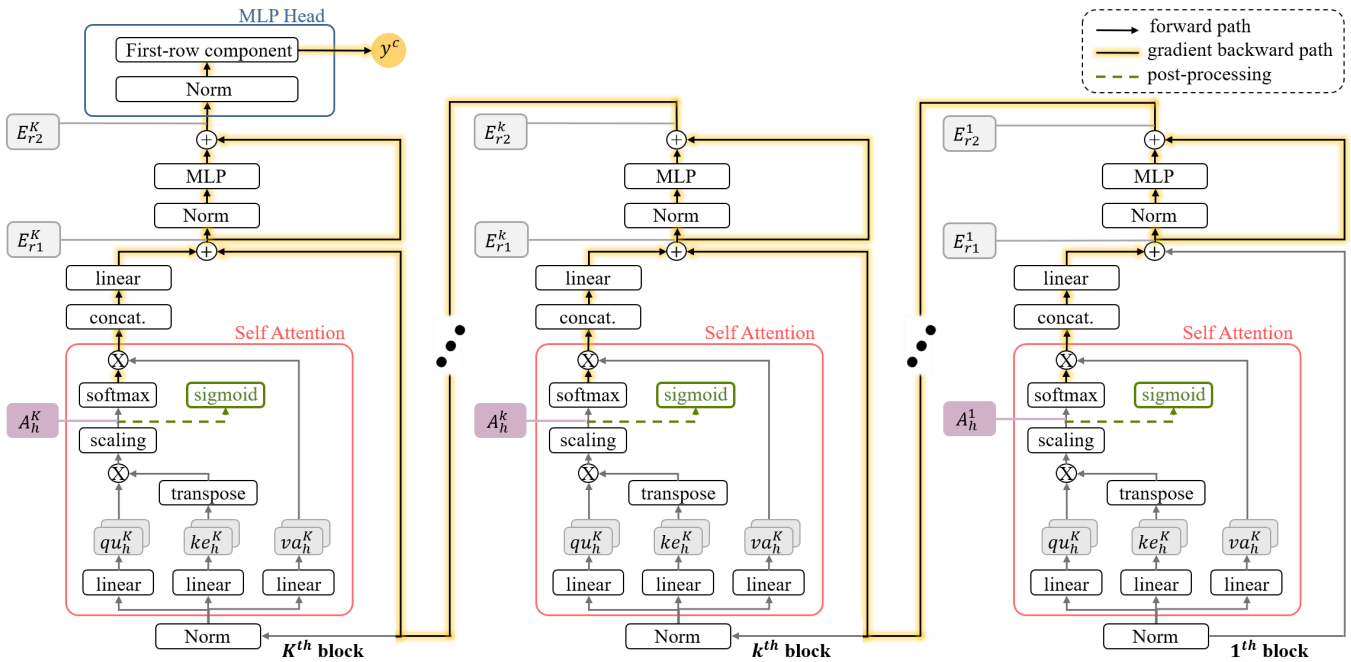 MLP Head
First-row component
y^c
Norm
E_{r2}^K
MLP
Norm
E_{r1}^K
linear
concat.
Self Attention
softmax
sigmoid
A_h^K
scaling
transpose
qu_h^K ke_h^K va_h^K
linear linear linear
Norm
K^{th} block
E_{r2}^k
MLP
Norm
E_{r1}^k
linear
concat.
Self Attention
softmax
sigmoid
A_h^k
scaling
transpose
qu_h^K ke_h^K va_h^K
linear linear linear
Norm
k^{th} block
forward path
gradient backward path
post-processing
E_{r2}^1
MLP
Norm
E_{r1}^1
linear
concat.
Self Attention
softmax
sigmoid
A_h^1
scaling
transpose
qu_h^K ke_h^K va_h^K
linear linear linear
Norm
1^{th} block